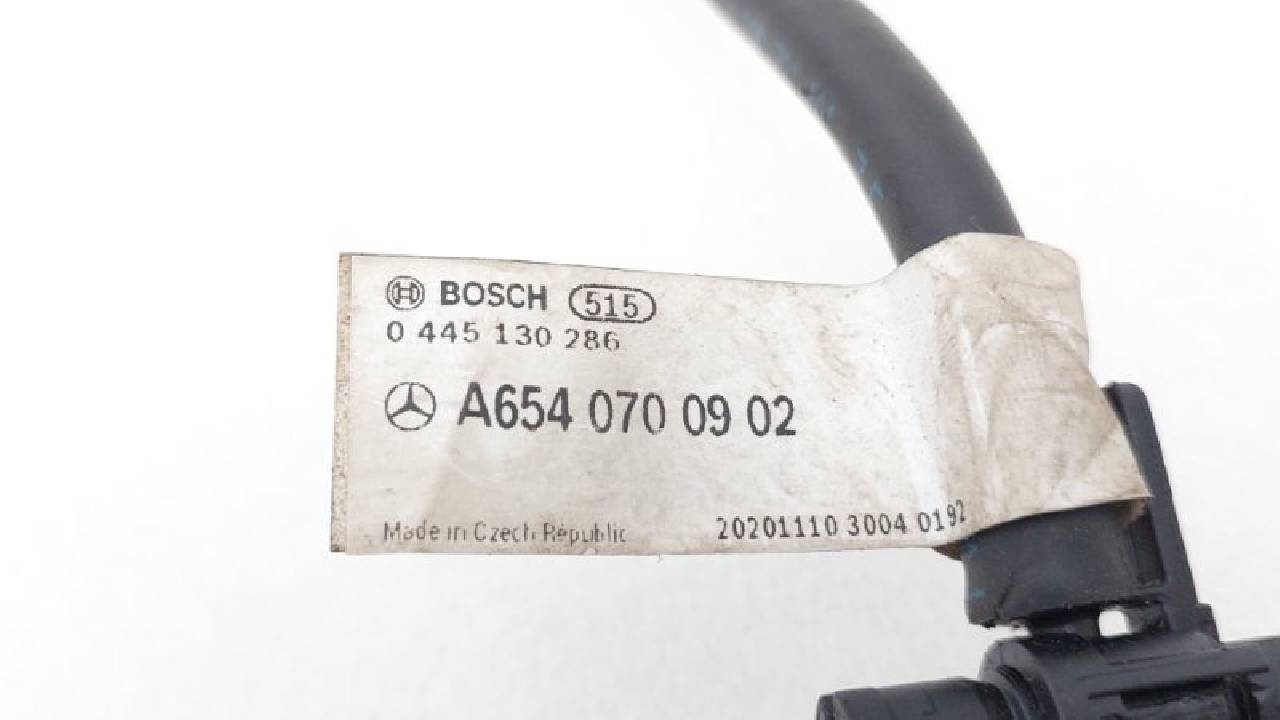 BOSCH 515
0 445 130 286
A654 070 09 02
Made in Czech Republic 20201110 3004 0192